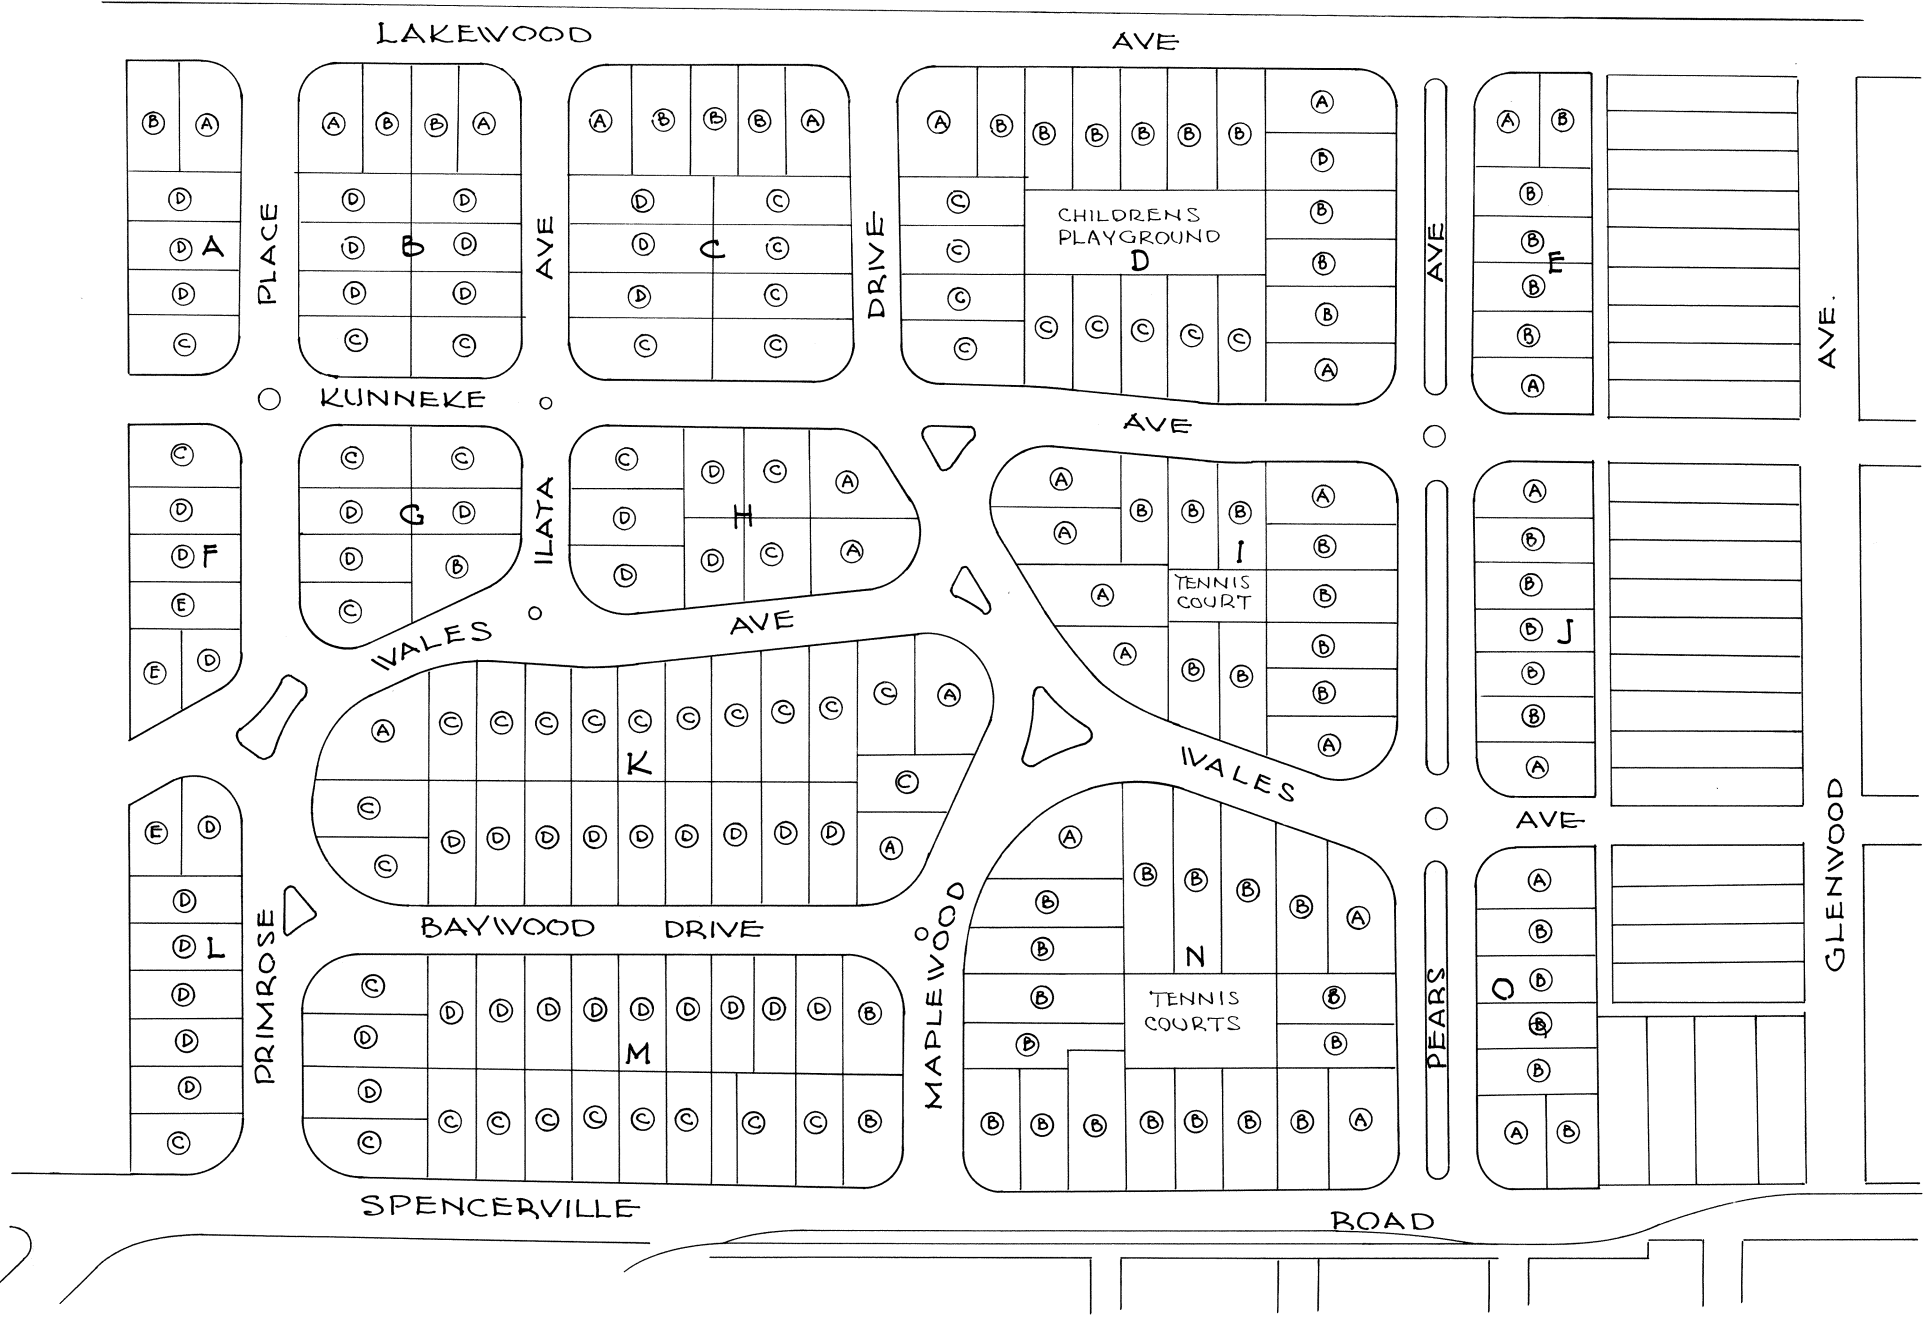 LAKEWOOD AVE
B A A B B A A B B B A A B B B B B B A A B
D D D D C C B B
D A D B D D C C C B B
PLACE AVE DRIVE CHILDRENS AVE
PLAYGROUND
D E
D D D D C C B B
C C C C C C C C C C C A B A
AVE.
KUNNEKE AVE
C C C C D C A A B B B A A
D D G D D H A B B
D F D B D D C A I B B
ILATA
TENNIS
COURT
E C A B B J
E D A B B B B
WALES AVE B B
A C C C C C C C C C C A A A
K
WALES AVE
C C
C D D D D D D D D D A
E D A B B B B A A
D B B
D L B N B
PRIMROSE
BAYWOOD DRIVE
MAPLEWOOD
PEARS
GLENWOOD
D C D D D D D D D D D B B TENNIS B O B
COURTS
D D M B B B
D D B
C C C C C C C C C C B B B B B B B B A A B
SPENCERVILLE ROAD